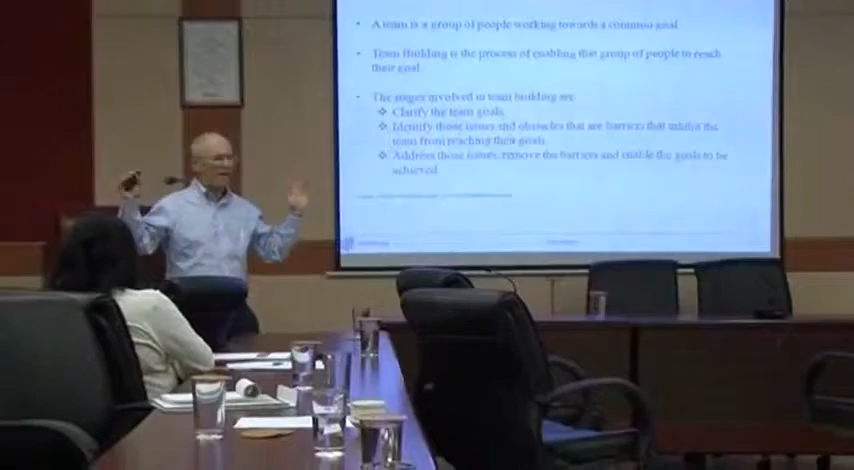 • A team is a group of people working towards a common goal.
• Team Building is the process of enabling that group of people to reach
their goal.
• The stages involved in team building are
❖ Clarify the team goals.
❖ Identify those issues and obstacles that are barriers that inhibit the
team from reaching their goals.
❖ Address those issues, remove the barriers and enable the goals to be
achieved.